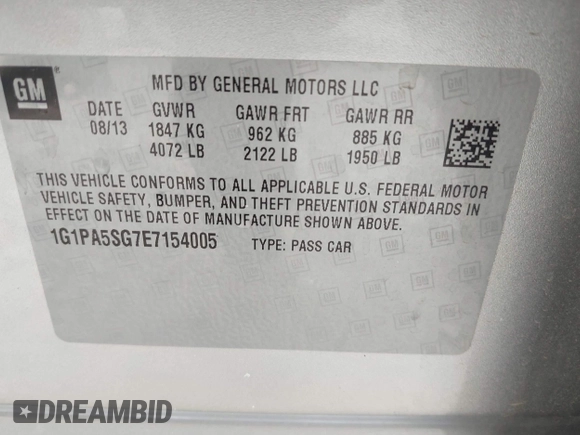 GM
®
MFD BY GENERAL MOTORS LLC
DATE GVWR GAWR FRT GAWR RR
08/13 1847 KG 962 KG 885 KG
4072 LB 2122 LB 1950 LB
THIS VEHICLE CONFORMS TO ALL APPLICABLE U.S. FEDERAL MOTOR
VEHICLE SAFETY, BUMPER, AND THEFT PREVENTION STANDARDS IN
EFFECT ON THE DATE OF MANUFACTURE SHOWN ABOVE.
1G1PA5SG7E7154005 TYPE: PASS CAR
DREAMBID